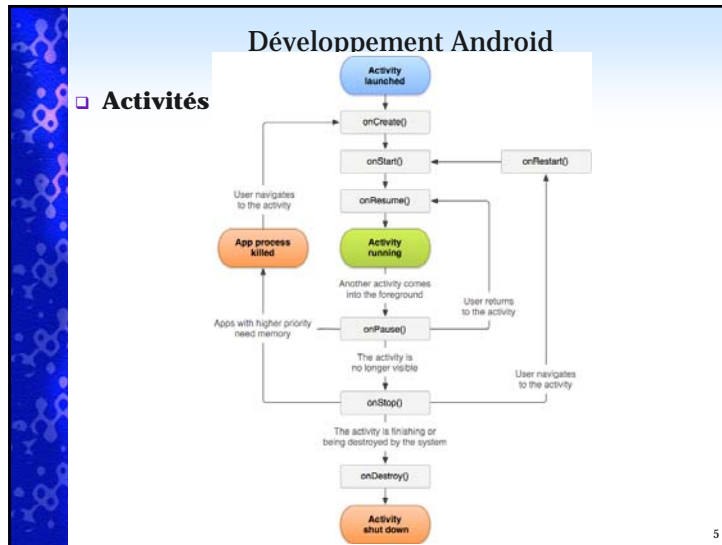 Développement Android
Activités
Activity
launched
onCreate()
onStart()
onRestart()
User navigates
to the activity
onResume()
App process
killed
Activity
running
Another activity comes
into the foreground
User returns
to the activity
Apps with higher priority
need memory
onPause()
The activity is
no longer visible
User navigates
to the activity
onStop()
The activity is finishing or
being destroyed by the system
onDestroy()
Activity
shut down
5